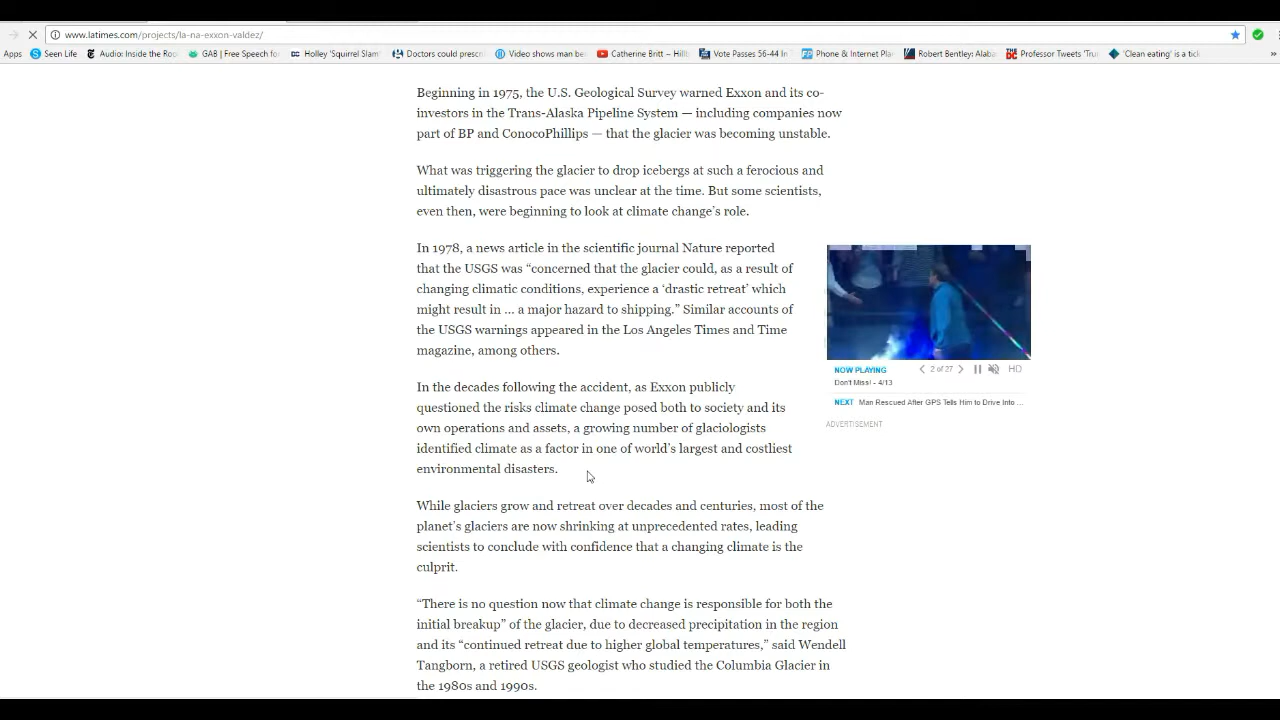 www.latimes.com/projects/la-na-exxon-valdez/
Apps Seen Life Audio: Inside the Roo GAB | Free Speech fo Holley 'Squirrel Slam' Doctors could prescri Video shows man be Catherine Britt – Hillb Vote Passes 56-44 In Phone & Internet Pla Robert Bentley: Alaba Professor Tweets 'Tru 'Clean eating' is a tick »
Beginning in 1975, the U.S. Geological Survey warned Exxon and its co-
investors in the Trans-Alaska Pipeline System — including companies now
part of BP and ConocoPhillips — that the glacier was becoming unstable.
What was triggering the glacier to drop icebergs at such a ferocious and
ultimately disastrous pace was unclear at the time. But some scientists,
even then, were beginning to look at climate change's role.
In 1978, a news article in the scientific journal Nature reported
that the USGS was “concerned that the glacier could, as a result of
changing climatic conditions, experience a ‘drastic retreat’ which
might result in ... a major hazard to shipping.” Similar accounts of
the USGS warnings appeared in the Los Angeles Times and Time
magazine, among others.
NOW PLAYING 2 of 27 HD
Don't Miss! - 4/13
NEXT Man Rescued After GPS Tells Him to Drive Into ...
ADVERTISEMENT
In the decades following the accident, as Exxon publicly
questioned the risks climate change posed both to society and its
own operations and assets, a growing number of glaciologists
identified climate as a factor in one of world's largest and costliest
environmental disasters.
While glaciers grow and retreat over decades and centuries, most of the
planet's glaciers are now shrinking at unprecedented rates, leading
scientists to conclude with confidence that a changing climate is the
culprit.
“There is no question now that climate change is responsible for both the
initial breakup” of the glacier, due to decreased precipitation in the region
and its “continued retreat due to higher global temperatures,” said Wendell
Tangborn, a retired USGS geologist who studied the Columbia Glacier in
the 1980s and 1990s.